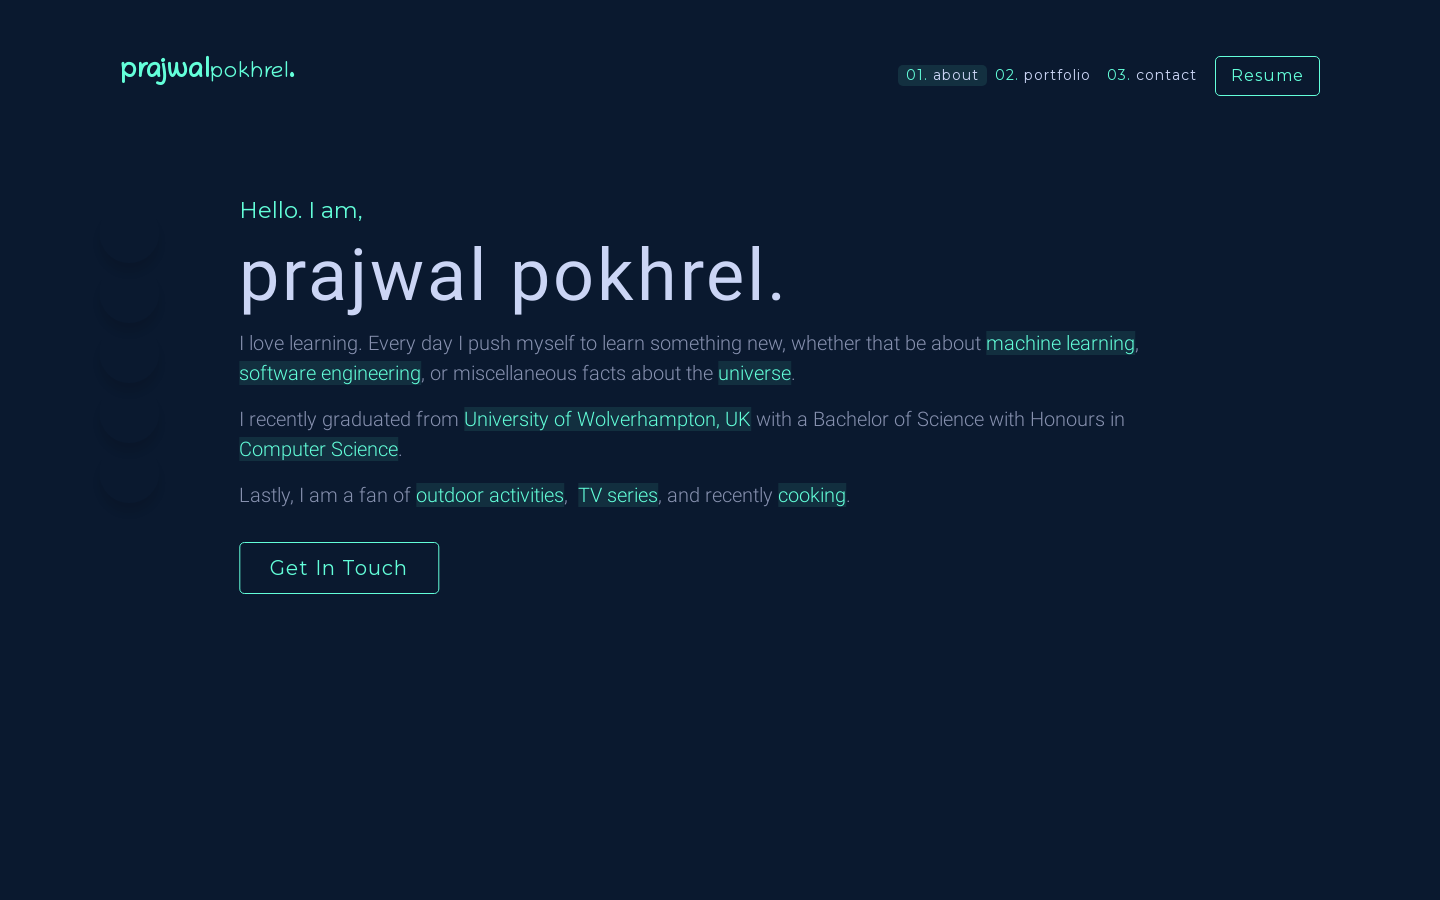 prajwalpokhrel.
01. about 02. portfolio 03. contact Resume
Hello. I am,
prajwal pokhrel.
I love learning. Every day I push myself to learn something new, whether that be about machine learning,
software engineering, or miscellaneous facts about the universe.
I recently graduated from University of Wolverhampton, UK with a Bachelor of Science with Honours in
Computer Science.
Lastly, I am a fan of outdoor activities, TV series, and recently cooking.
Get In Touch